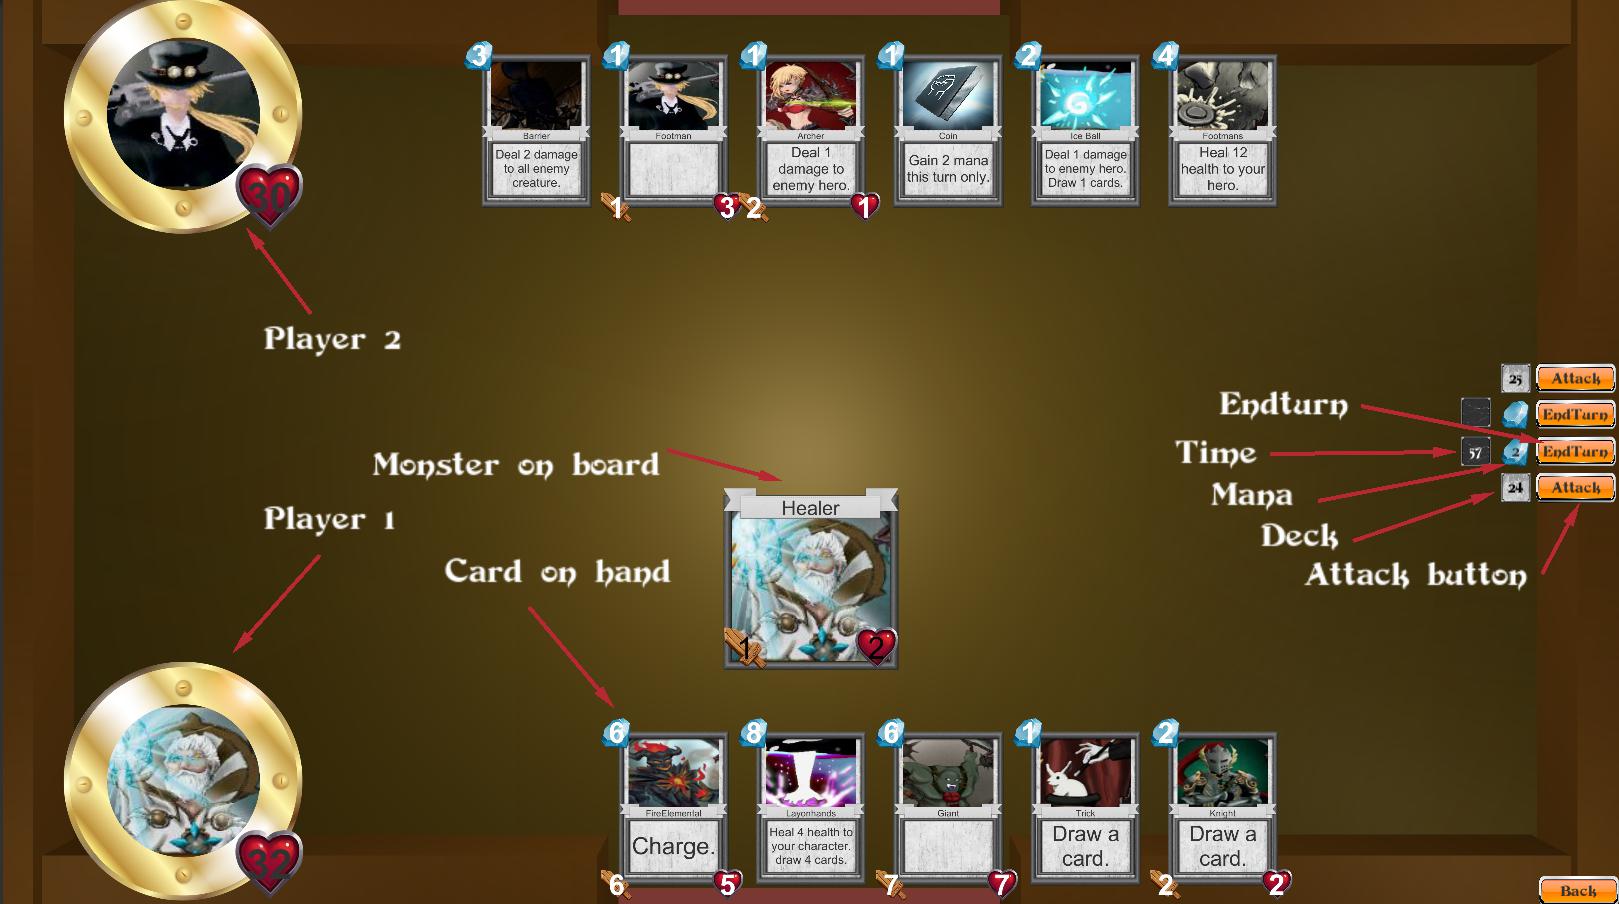 3
1
1
1
2
4
Barrier
Footman
Archer
Coin
Ice Ball
Footmans
Deal 2 damage
to all enemy
creature.
Deal 1
damage to
enemy hero.
Gain 2 mana
this turn only.
Deal 1 damage
to enemy hero.
Draw 1 cards.
Heal 12
health to your
hero.
30
1
3
2
1
Player 2
25
Attack
EndTurn
Endturn
Time
57
2
EndTurn
Mana
24
Attack
Deck
Attack button
Monster on board
Player 1
Card on hand
Healer
1
2
6
8
6
1
2
FireElemental
Layonhands
Giant
Trick
Knight
Charge.
Heal 4 health to
your character.
draw 4 cards.
Draw a
card.
Draw a
card.
32
6
5
7
7
2
2
Back